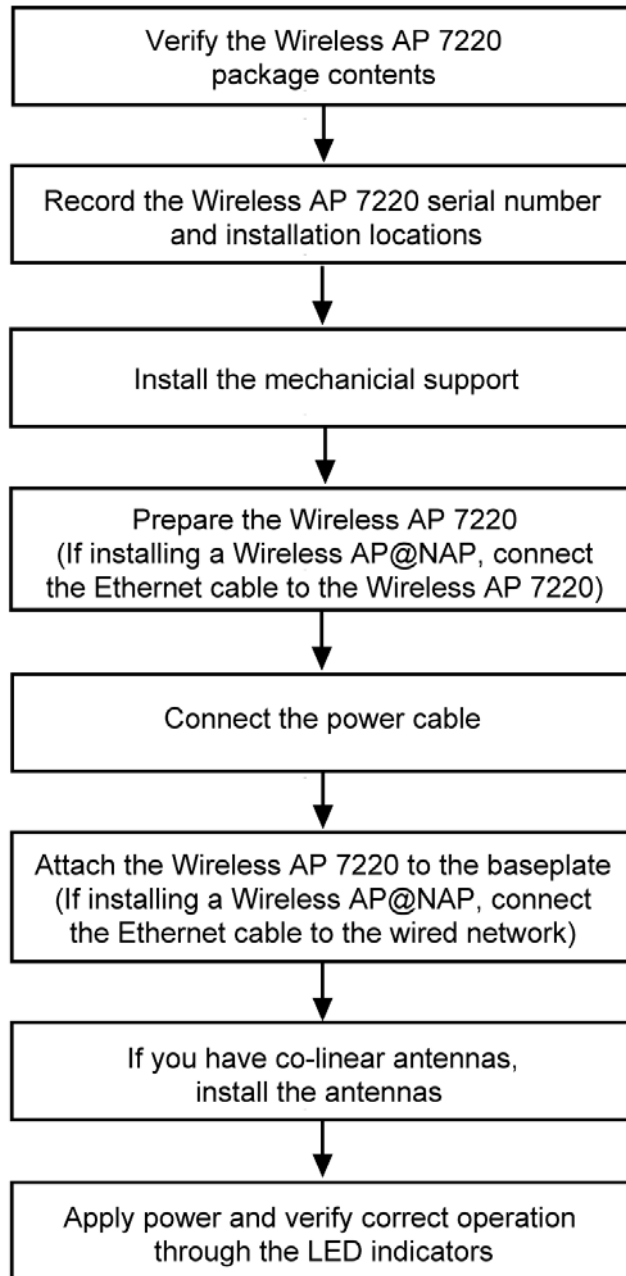 Verify the Wireless AP 7220
package contents
Record the Wireless AP 7220 serial number
and installation locations
Install the mechanicial support
Prepare the Wireless AP 7220
(If installing a Wireless AP@NAP, connect
the Ethernet cable to the Wireless AP 7220)
Connect the power cable
Attach the Wireless AP 7220 to the baseplate
(If installing a Wireless AP@NAP, connect
the Ethernet cable to the wired network)
If you have co-linear antennas,
install the antennas
Apply power and verify correct operation
through the LED indicators